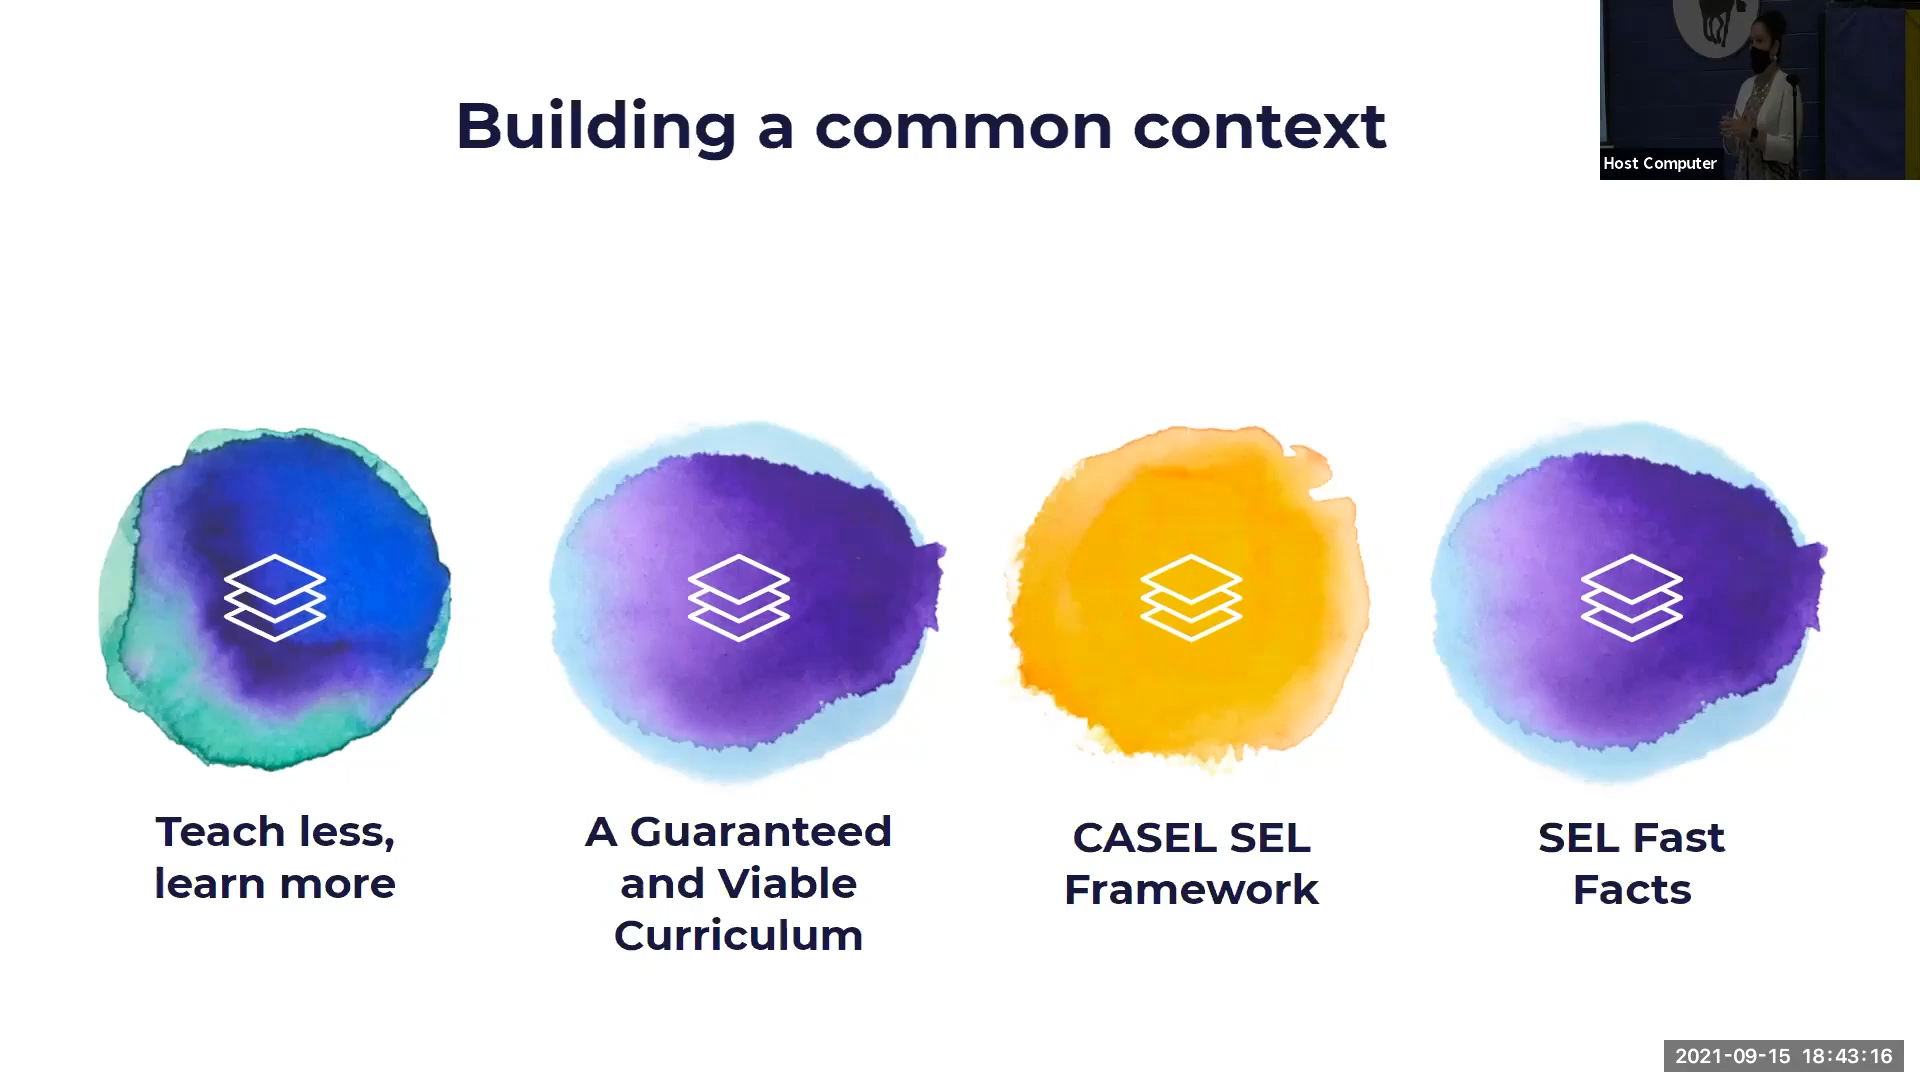 Building a common context
Host Computer
Teach less,
learn more
A Guaranteed
and Viable
Curriculum
CASEL SEL
Framework
SEL Fast
Facts
2021-09-15 18:43:16